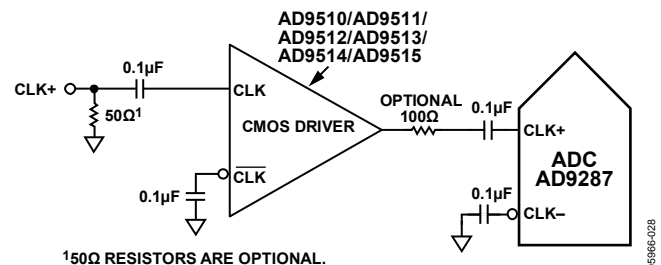 AD9510/AD9511/
AD9512/AD9513/
AD9514/AD9515
CLK+
0.1µF
50Ω1
CLK
CMOS DRIVER
CLK
0.1µF
OPTIONAL
100Ω
0.1µF
CLK+
ADC
AD9287
0.1µF
CLK–
150Ω RESISTORS ARE OPTIONAL.
05966-028